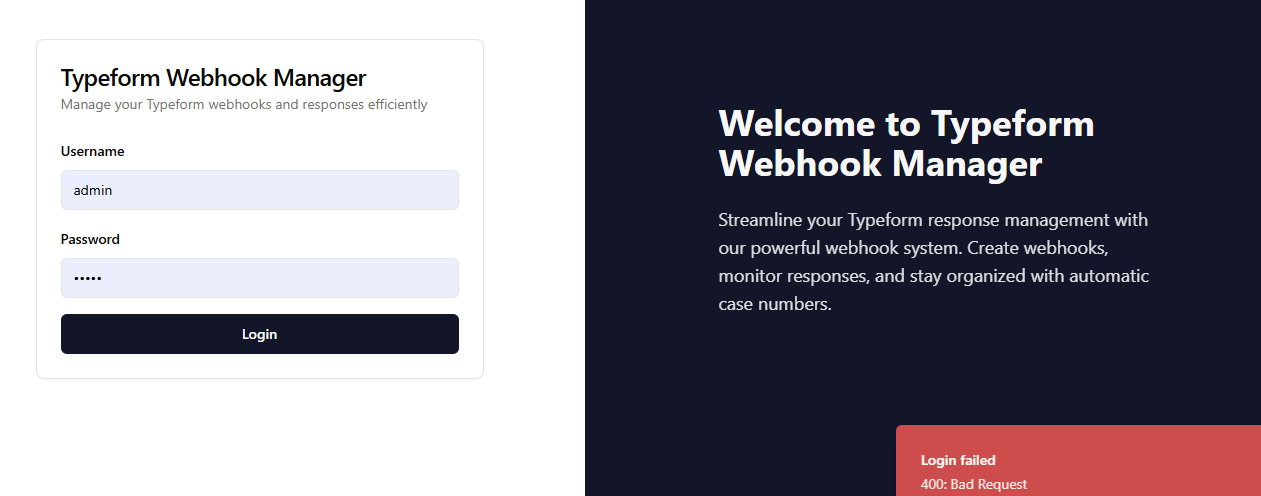 Typeform Webhook Manager
Manage your Typeform webhooks and responses efficiently
Username
admin
Password
•••••
Login
Welcome to Typeform
Webhook Manager
Streamline your Typeform response management with
our powerful webhook system. Create webhooks,
monitor responses, and stay organized with automatic
case numbers.
Login failed
400: Bad Request